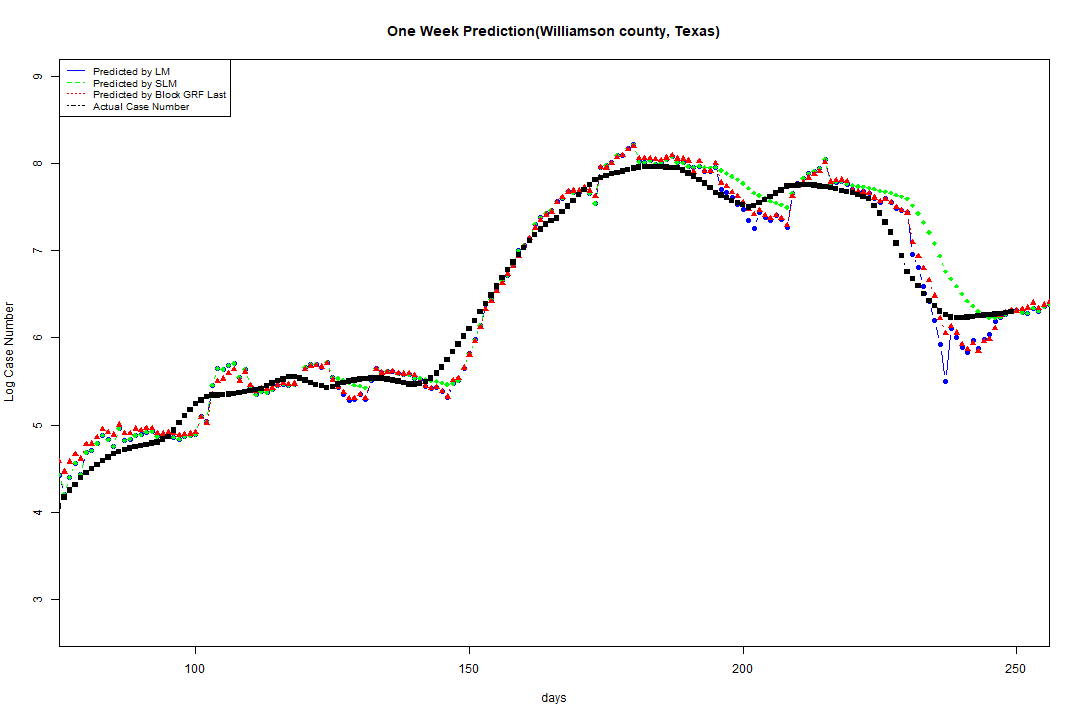 One Week Prediction(Williamson county, Texas)
Predicted by LM
Predicted by SLM
Predicted by Block GRF Last
Actual Case Number
9
8
7
6
5
4
3
Log Case Number
100 150 200 250
days